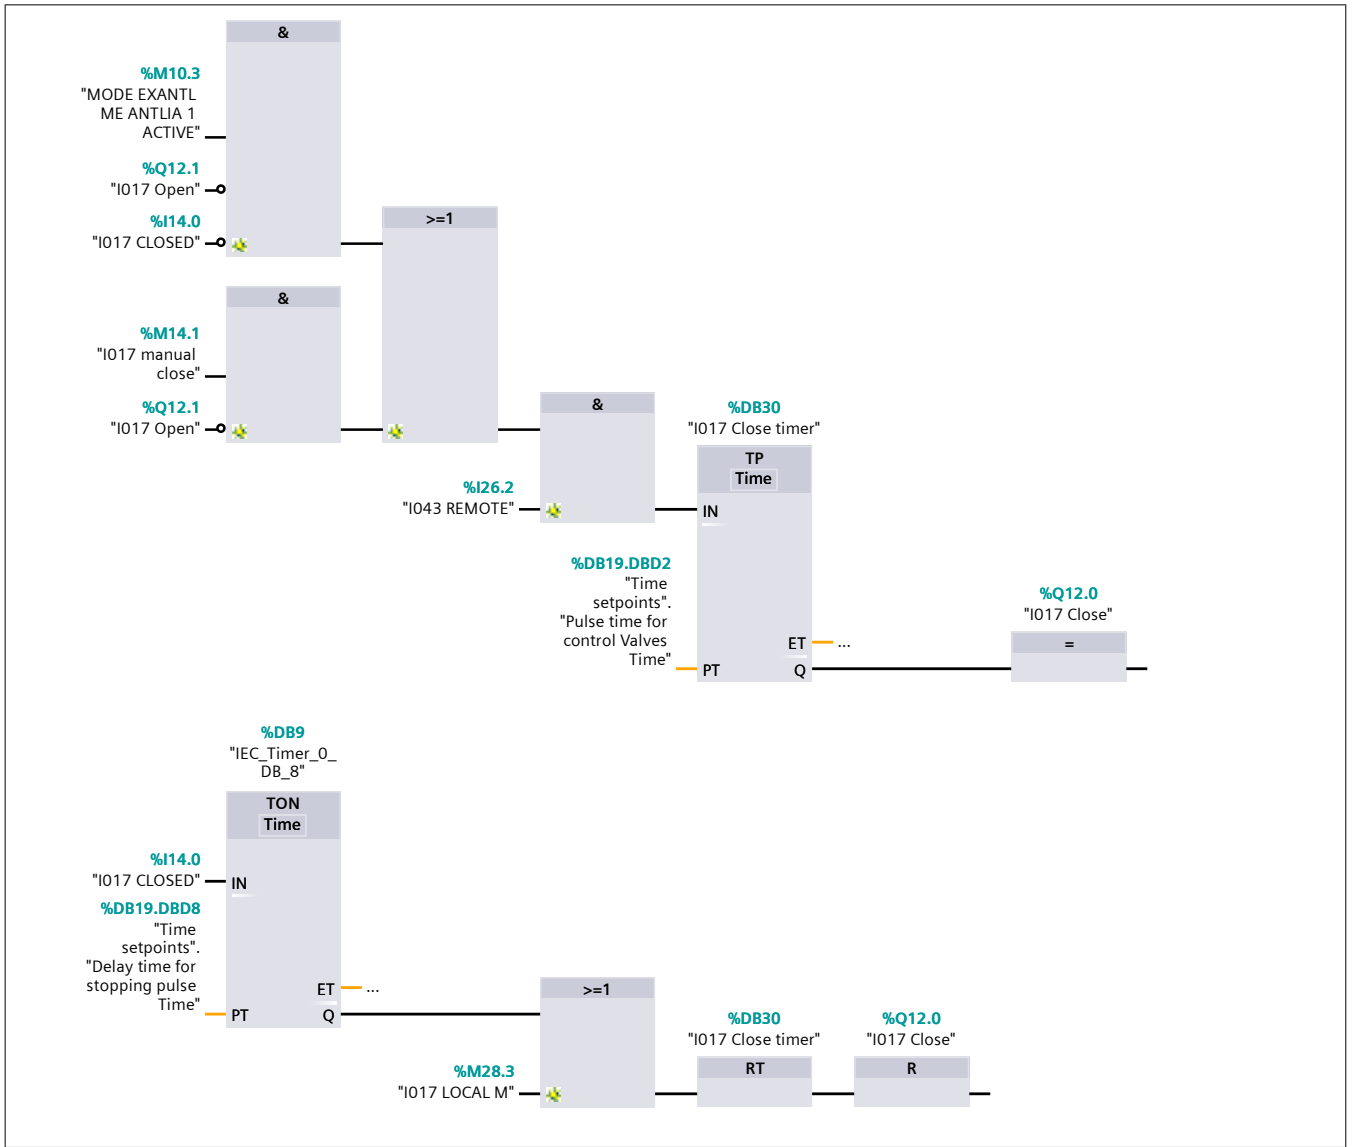 &
%M10.3
"MODE EXANTL
ME ANTLIA 1
ACTIVE"
%Q12.1
"I017 Open"
%I14.0
"I017 CLOSED"
>=1
&
%M14.1
"I017 manual
close"
%Q12.1
"I017 Open"
&
%I26.2
"I043 REMOTE"
%DB30
"I017 Close timer"
TP
Time
IN
%DB19.DBD2
"Time
setpoints".
"Pulse time for
control Valves
Time"
PT
ET
...
Q
%Q12.0
"I017 Close"
=
%DB9
"IEC_Timer_0_
DB_8"
TON
Time
%I14.0
"I017 CLOSED"
IN
%DB19.DBD8
"Time
setpoints".
"Delay time for
stopping pulse
Time"
PT
ET
...
Q
>=1
%M28.3
"I017 LOCAL M"
%DB30
"I017 Close timer"
RT
%Q12.0
"I017 Close"
R